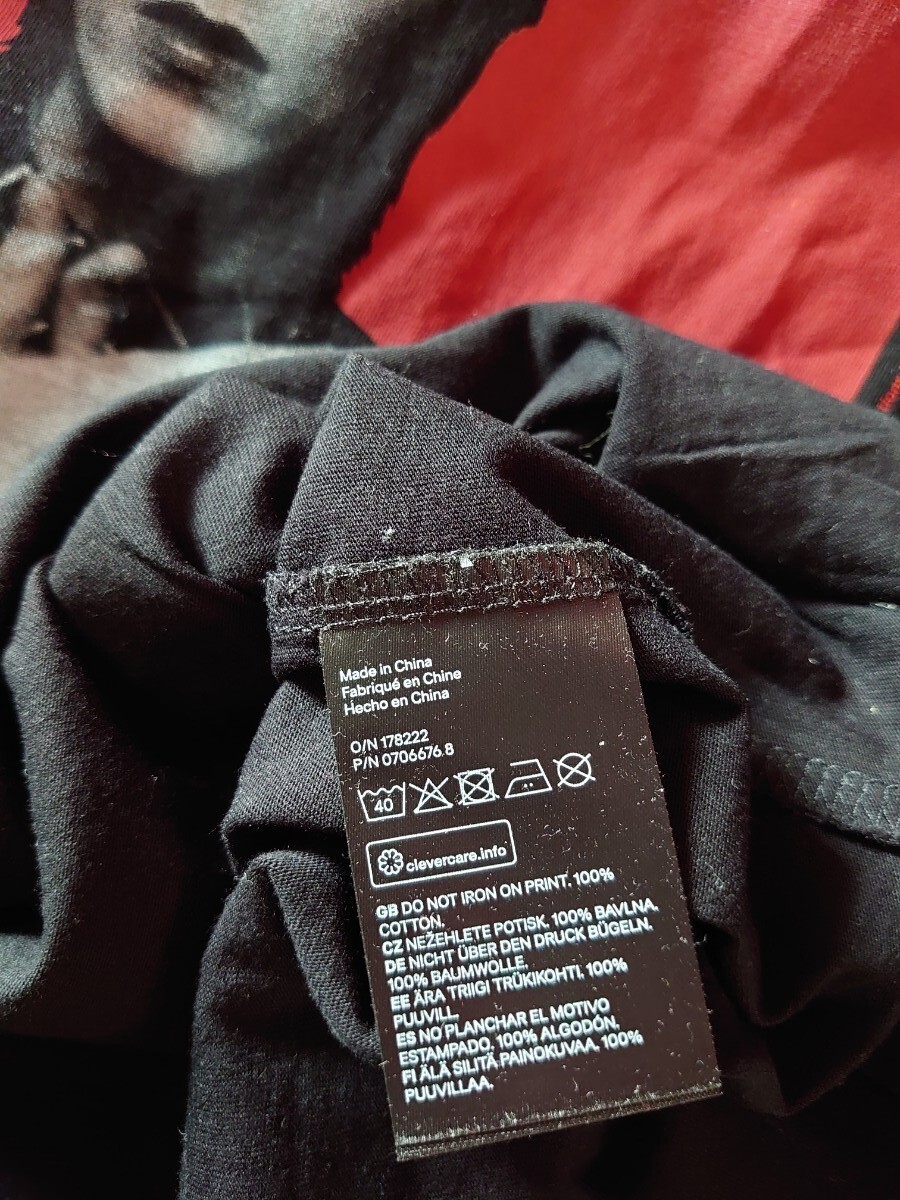 Made in China
Fabriqué en Chine
Hecho en China
O/N 178222
P/N 0706676.8
40
clevercare.info
GB DO NOT IRON ON PRINT. 100%
COTTON.
CZ NEŽEHLETE POTISK. 100% BAVLNA.
DE NICHT ÜBER DEN DRUCK BÜGELN.
100% BAUMWOLLE.
EE ÄRA TRIIGI TRÜKIKOHTI. 100%
PUUVILL.
ES NO PLANCHAR EL MOTIVO
ESTAMPADO. 100% ALGODÓN.
FI ÄLÄ SILITÄ PAINOKUVAA. 100%
PUUVILLAA.